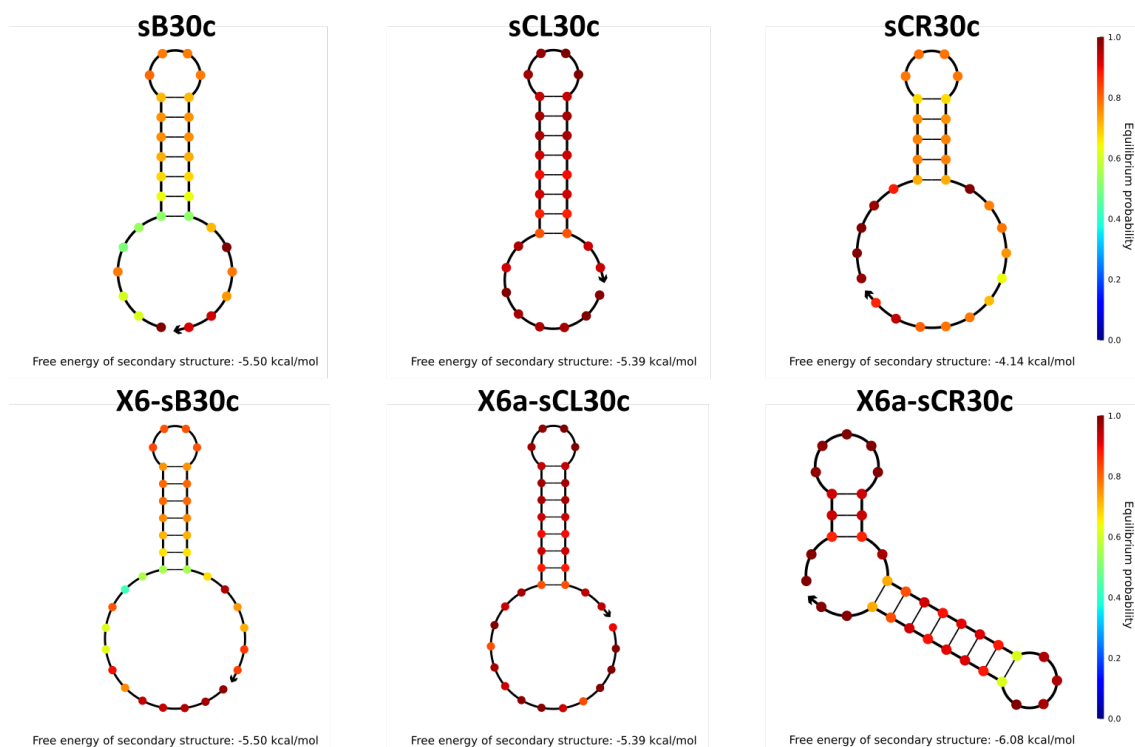 sB30c
sCL30c
sCR30c
1.0
0.8
0.6
0.4
0.2
0.0
Equilibrium probability
Free energy of secondary structure: -5.50 kcal/mol
Free energy of secondary structure: -5.39 kcal/mol
Free energy of secondary structure: -4.14 kcal/mol
X6-sB30c
X6a-sCL30c
X6a-sCR30c
1.0
0.8
0.6
0.4
0.2
0.0
Equilibrium probability
Free energy of secondary structure: -5.50 kcal/mol
Free energy of secondary structure: -5.39 kcal/mol
Free energy of secondary structure: -6.08 kcal/mol